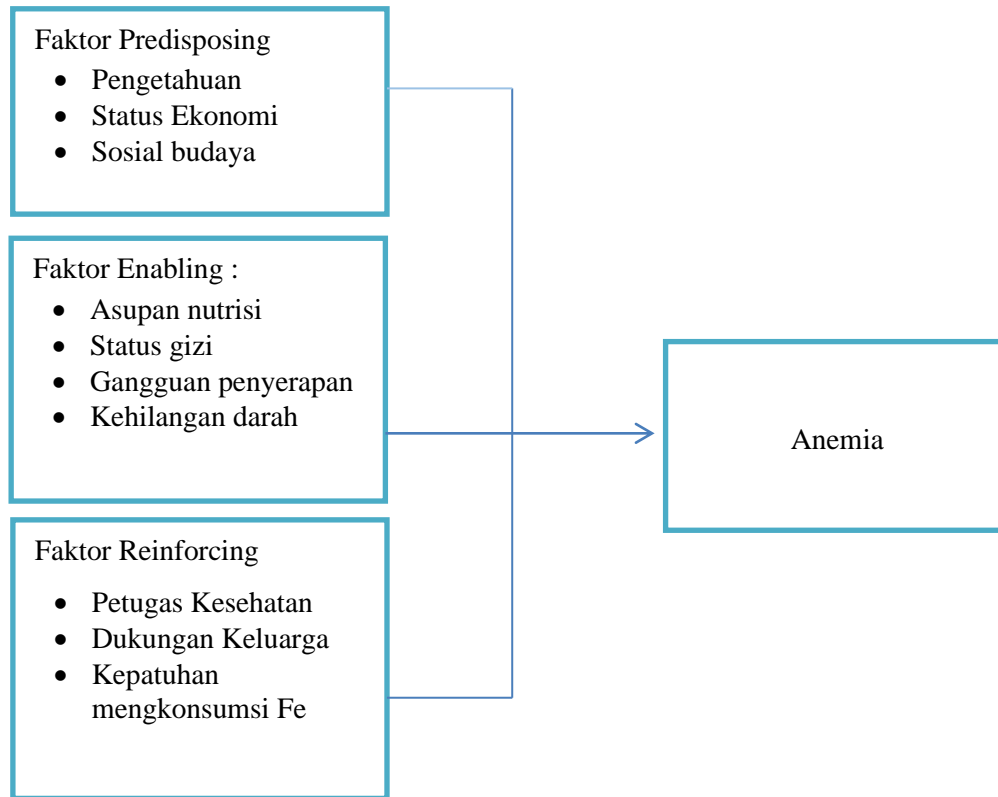 Faktor Predisposing
• Pengetahuan
• Status Ekonomi
• Sosial budaya
Faktor Enabling :
• Asupan nutrisi
• Status gizi
• Gangguan penyerapan
• Kehilangan darah
Faktor Reinforcing
• Petugas Kesehatan
• Dukungan Keluarga
• Kepatuhan
mengkonsumsi Fe
Anemia